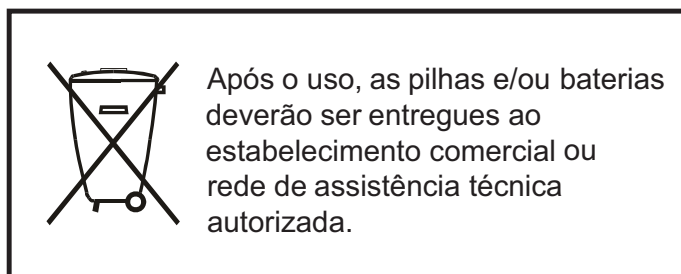 Após o uso, as pilhas e/ou baterias
deverão ser entregues ao
estabelecimento comercial ou
rede de assistência técnica
autorizada.